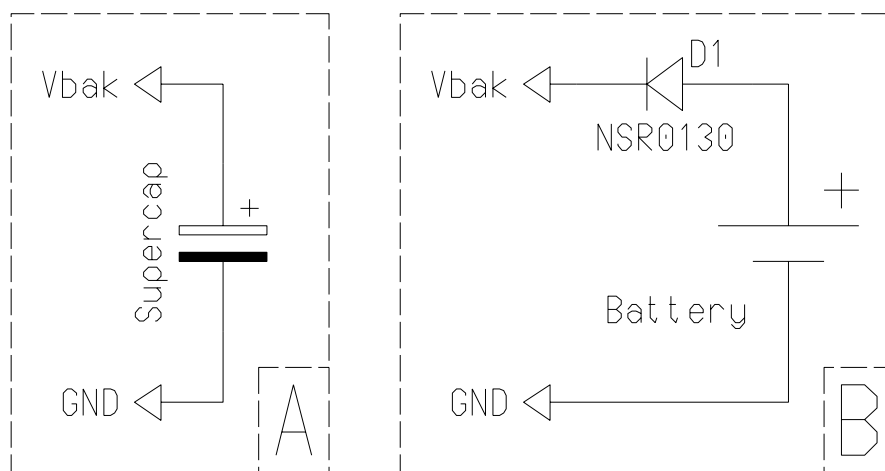 Vbak
+
Supercap
GND
A
D1
Vbak
NSR0130
+
Battery
GND
B